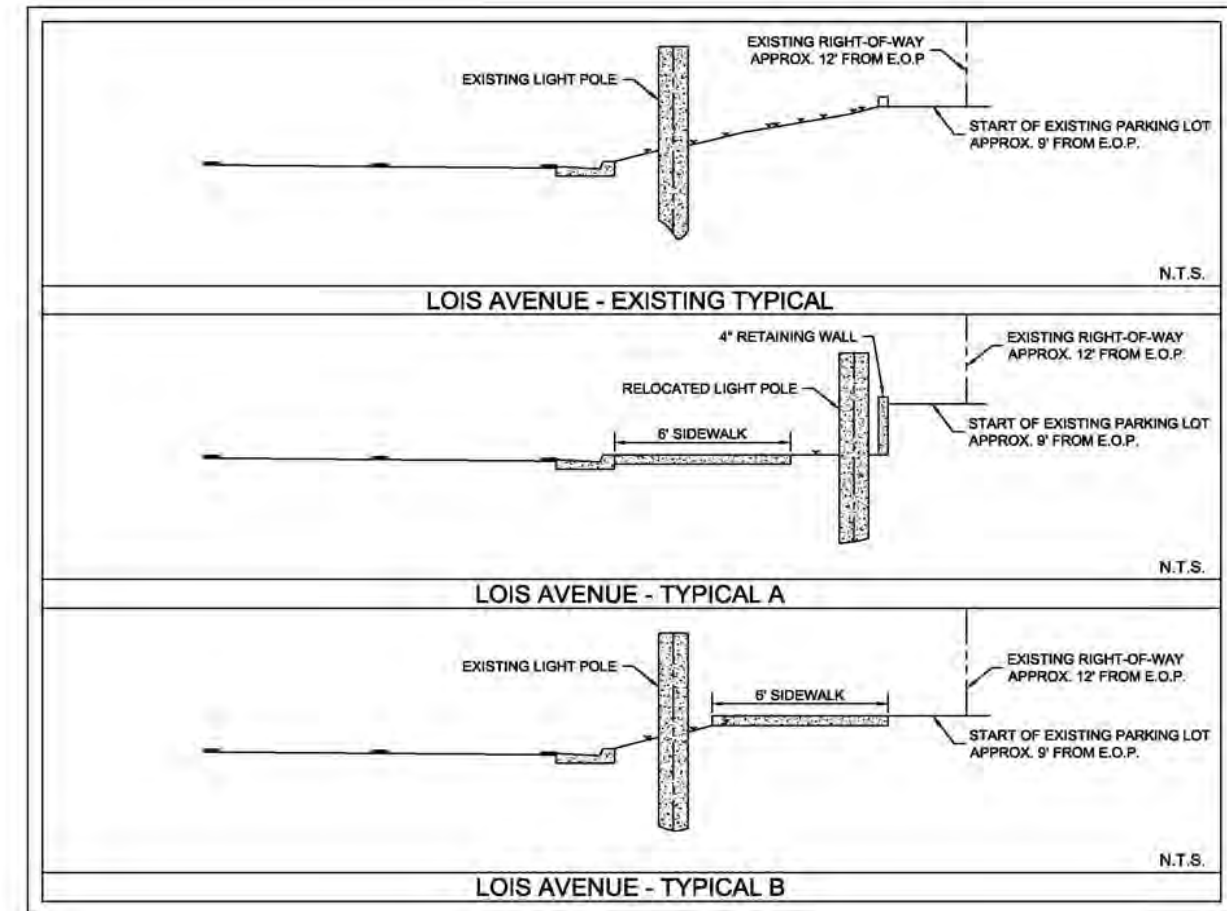 EXISTING RIGHT-OF-WAY
APPROX. 12' FROM E.O.P
EXISTING LIGHT POLE
START OF EXISTING PARKING LOT
APPROX. 9' FROM E.O.P.
N.T.S.
LOIS AVENUE - EXISTING TYPICAL
4" RETAINING WALL
EXISTING RIGHT-OF-WAY
APPROX. 12' FROM E.O.P.
RELOCATED LIGHT POLE
6' SIDEWALK
START OF EXISTING PARKING LOT
APPROX. 9' FROM E.O.P.
N.T.S.
LOIS AVENUE - TYPICAL A
EXISTING LIGHT POLE
EXISTING RIGHT-OF-WAY
APPROX. 12' FROM E.O.P.
6' SIDEWALK
START OF EXISTING PARKING LOT
APPROX. 9' FROM E.O.P.
N.T.S.
LOIS AVENUE - TYPICAL B